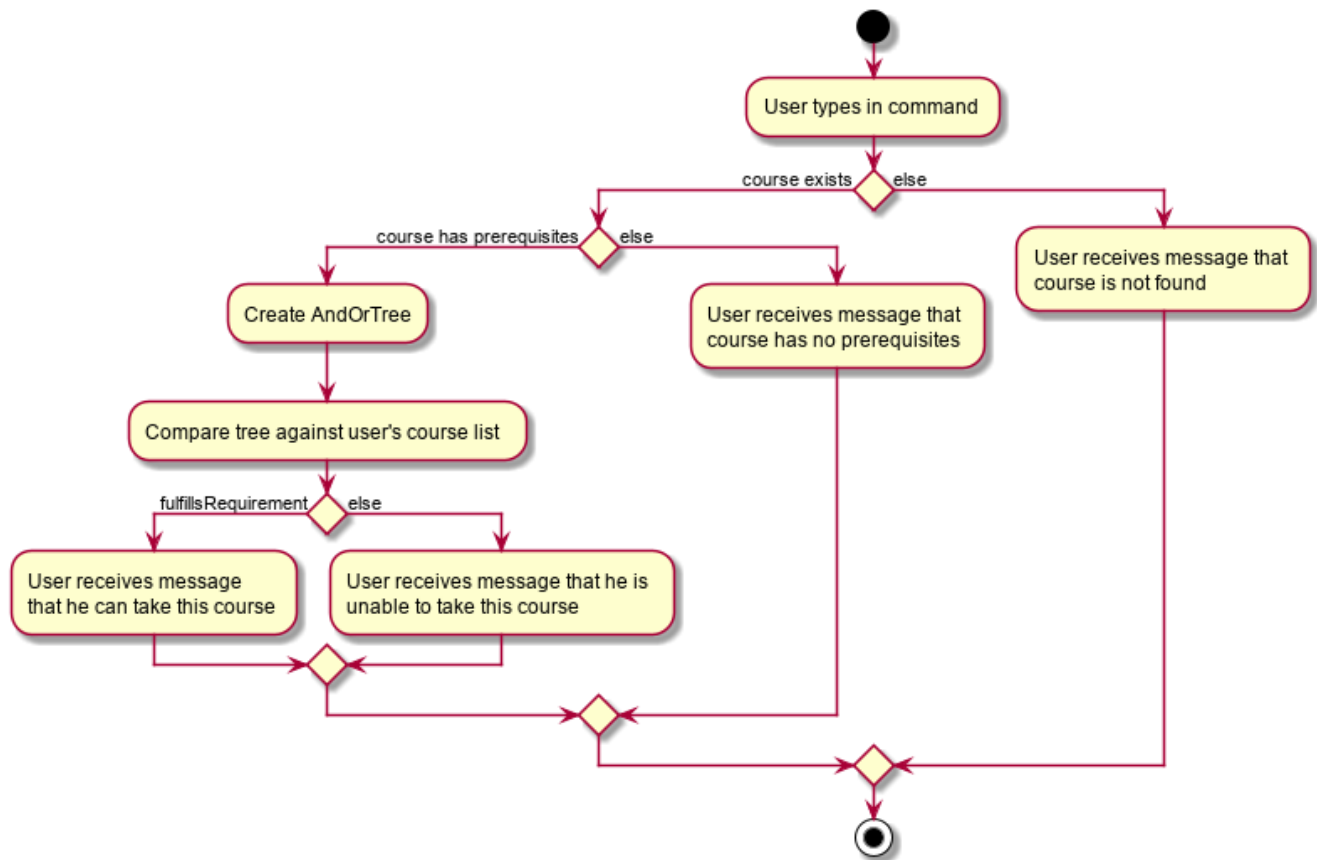 User types in command
course exists
else
course has prerequisites
else
User receives message that
course is not found
Create AndOrTree
User receives message that
course has no prerequisites
Compare tree against user's course list
fulfillsRequirement
else
User receives message
that he can take this course
User receives message that he is
unable to take this course